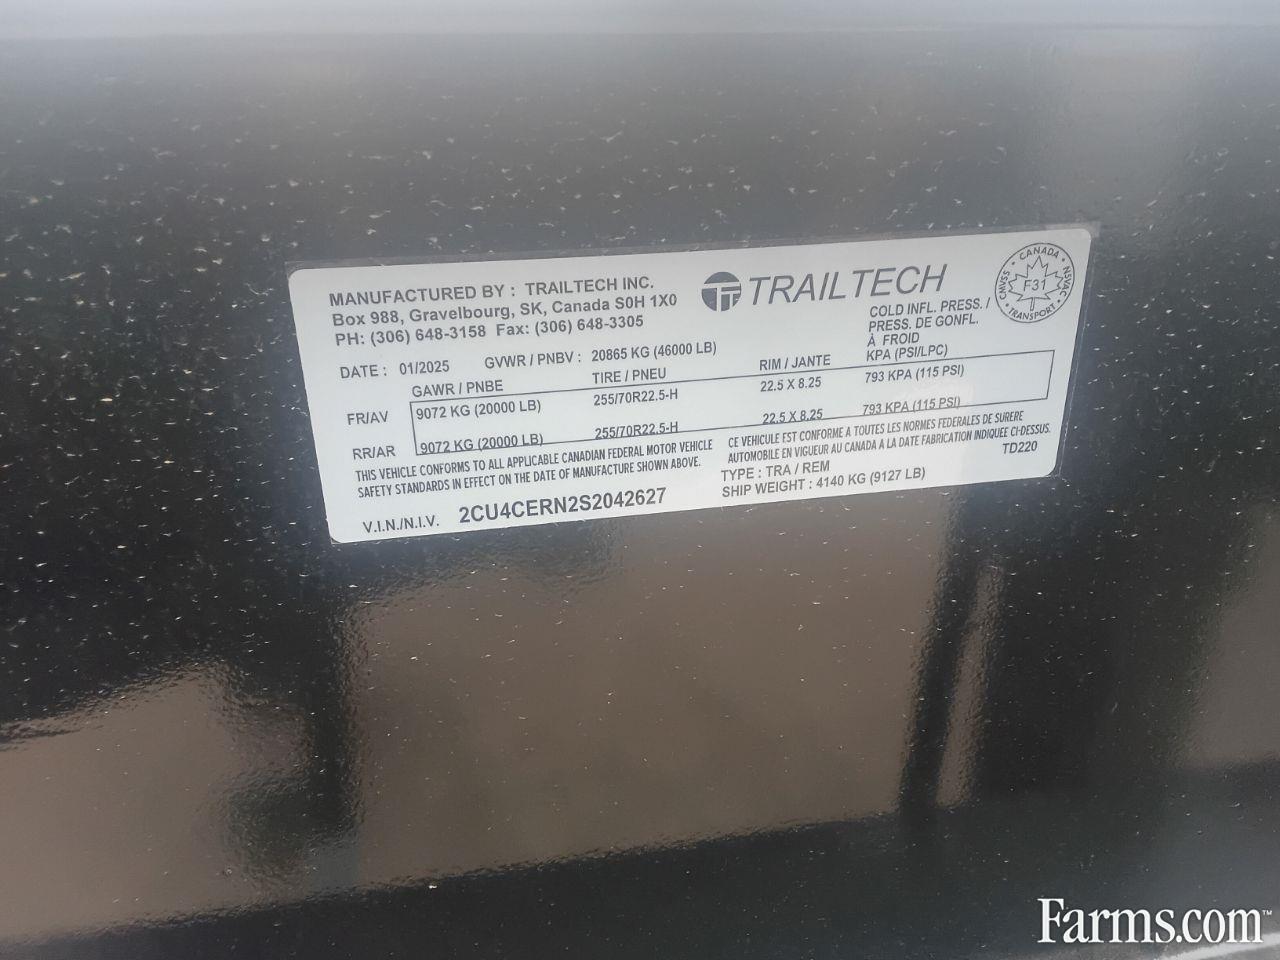 MANUFACTURED BY : TRAILTECH INC.
Box 988, Gravelbourg, SK, Canada S0H 1X0
PH: (306) 648-3158 Fax: (306) 648-3305
TRAILTECH
CANADA
CMVSS F31 NSVAC
TRANSPORT
COLD INFL. PRESS. /
PRESS. DE GONFL.
À FROID
KPA (PSI/LPC)
DATE : 01/2025 GVWR / PNBV : 20865 KG (46000 LB)
GAWR / PNBE TIRE / PNEU RIM / JANTE
FR/AV 9072 KG (20000 LB) 255/70R22.5-H 22.5 X 8.25 793 KPA (115 PSI)
RR/AR 9072 KG (20000 LB) 255/70R22.5-H 22.5 X 8.25 793 KPA (115 PSI)
THIS VEHICLE CONFORMS TO ALL APPLICABLE CANADIAN FEDERAL MOTOR VEHICLE
SAFETY STANDARDS IN EFFECT ON THE DATE OF MANUFACTURE SHOWN ABOVE.
CE VEHICULE EST CONFORME A TOUTES LES NORMES FEDERALES DE SURERE
AUTOMOBILE EN VIGUEUR AU CANADA A LA DATE FABRICATION INDIQUEE CI-DESSUS.
TYPE : TRA / REM TD220
SHIP WEIGHT : 4140 KG (9127 LB)
V.I.N./N.I.V. 2CU4CERN2S2042627
Farms.com™